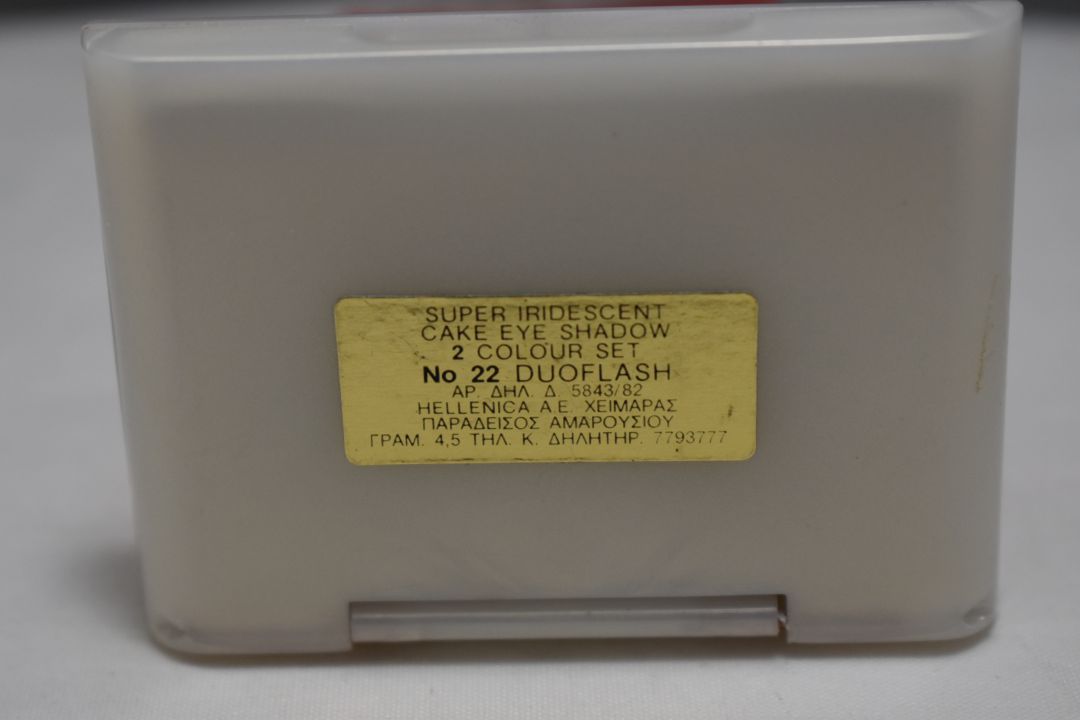 SUPER IRIDESCENT
CAKE EYE SHADOW
2 COLOUR SET
No 22 DUOFLASH
ΑΡ. ΔΗΛ. Δ. 5843/82
HELLENICA A.E. ΧΕΙΜΑΡΑΣ
ΠΑΡΑΔΕΙΣΟΣ ΑΜΑΡΟΥΣΙΟΥ
ΓΡΑΜ. 4,5 ΤΗΛ. Κ. ΔΗΛΗΤΗΡ. 7793777